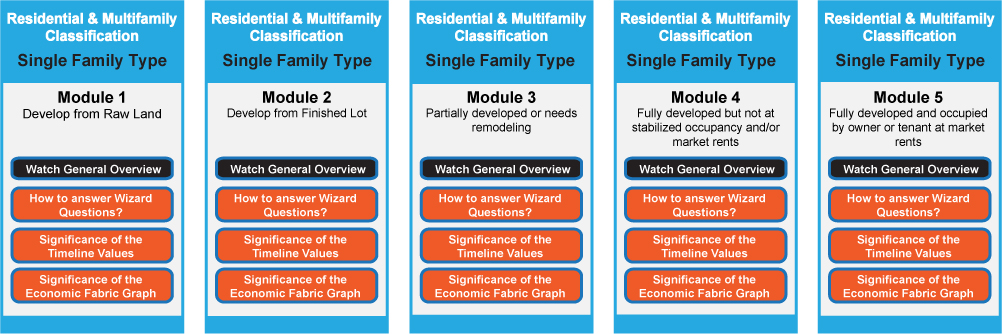 Residential & Multifamily
Classification
Single Family Type
Module 1
Develop from Raw Land
Watch General Overview
How to answer Wizard
Questions?
Significance of the
Timeline Values
Significance of the
Economic Fabric Graph
Residential & Multifamily
Classification
Single Family Type
Module 2
Develop from Finished Lot
Watch General Overview
How to answer Wizard
Questions?
Significance of the
Timeline Values
Significance of the
Economic Fabric Graph
Residential & Multifamily
Classification
Single Family Type
Module 3
Partially developed or needs
remodeling
Watch General Overview
How to answer Wizard
Questions?
Significance of the
Timeline Values
Significance of the
Economic Fabric Graph
Residential & Multifamily
Classification
Single Family Type
Module 4
Fully developed but not at
stabilized occupancy and/or
market rents
Watch General Overview
How to answer Wizard
Questions?
Significance of the
Timeline Values
Significance of the
Economic Fabric Graph
Residential & Multifamily
Classification
Single Family Type
Module 5
Fully developed and occupied
by owner or tenant at market
rents
Watch General Overview
How to answer Wizard
Questions?
Significance of the
Timeline Values
Significance of the
Economic Fabric Graph